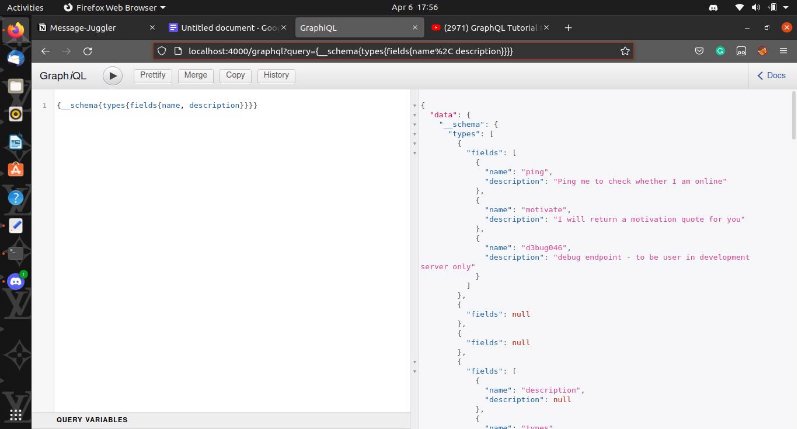 Activities
Firefox Web Browser
Apr 6 17:56
Message-Juggler
Untitled document - Goo
GraphiQL
(2971) GraphQL Tutorial
localhost:4000/graphql?query={__schema{types{fields{name%2C description}}}}
GraphiQL
Prettify
Merge
Copy
History
Docs
1 {__schema{types{fields{name, description}}}}
{
"data": {
"__schema": {
"types": [
{
"fields": [
{
"name": "ping",
"description": "Ping me to check whether I am online"
},
{
"name": "motivate",
"description": "I will return a motivation quote for you"
},
{
"name": "d3bug046",
"description": "debug endpoint - to be user in development
server only"
}
]
},
{
"fields": null
},
{
"fields": null
},
{
"fields": [
{
"name": "description",
"description": null
},
{
"name": "types",
QUERY VARIABLES